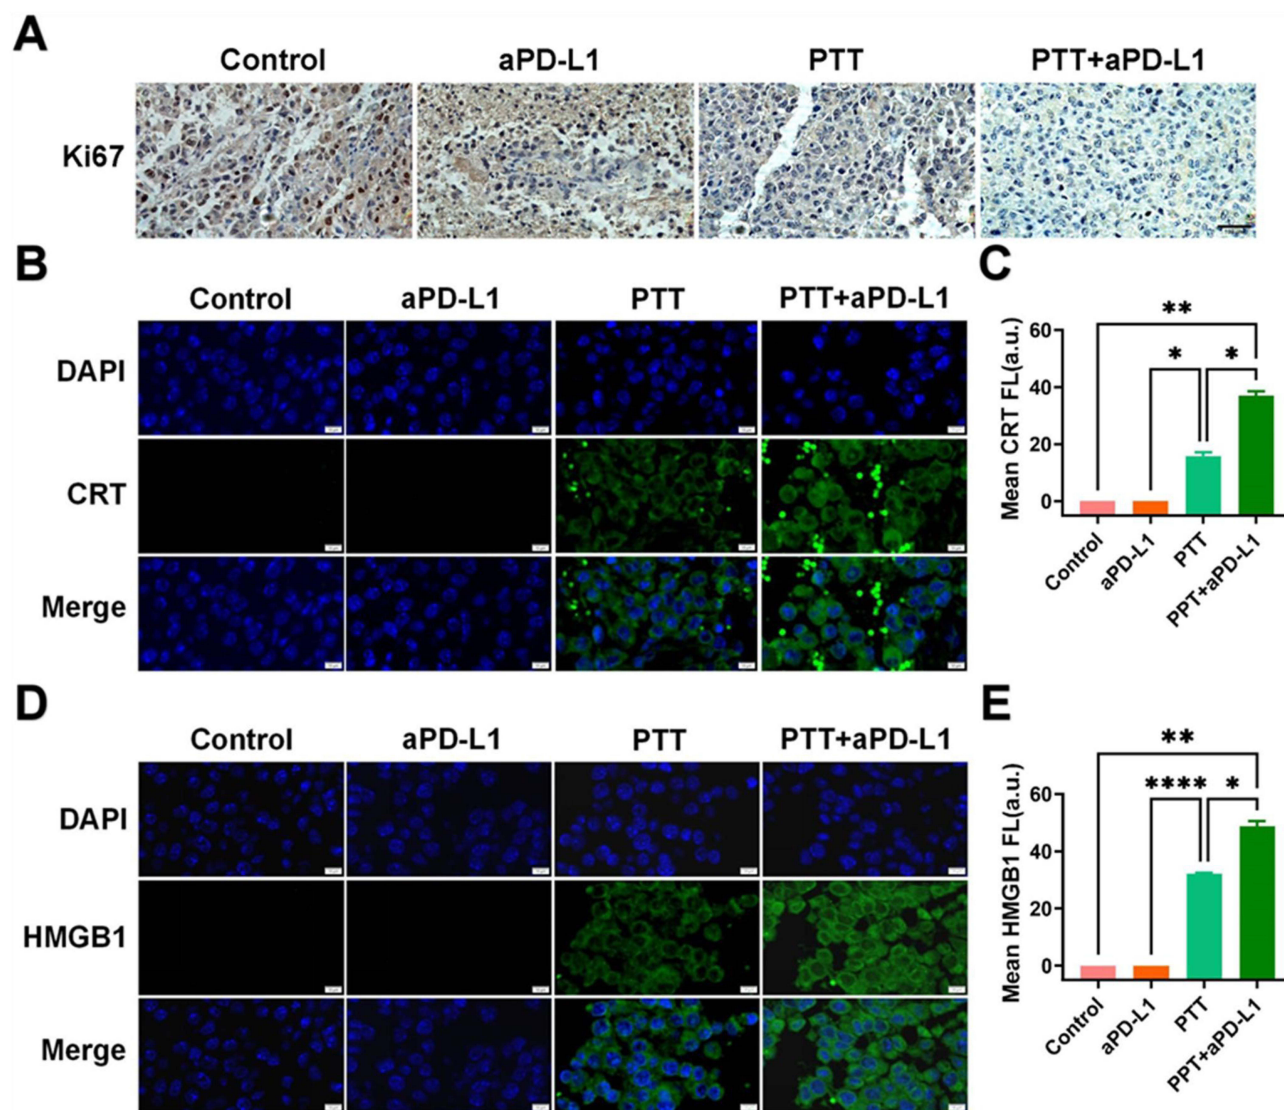 A
Control aPD-L1 PTT PTT+aPD-L1
Ki67
B
Control aPD-L1 PTT PTT+aPD-L1
DAPI
CRT
Merge
C
Mean CRT FL(a.u.)
60
40
20
0
**
* *
Control aPD-L1 PTT PPT+aPD-L1
D
Control aPD-L1 PTT PTT+aPD-L1
DAPI
HMGB1
Merge
E
Mean HMGB1 FL(a.u.)
60
40
20
0
**
**** *
Control aPD-L1 PTT PPT+aPD-L1